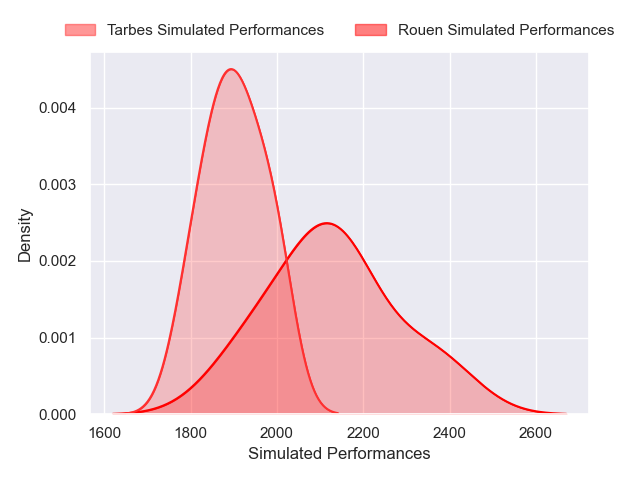 Tarbes Simulated Performances
Rouen Simulated Performances
0.004
0.003
0.002
0.001
0.000
Density
1600
1800
2000
2200
2400
2600
Simulated Performances